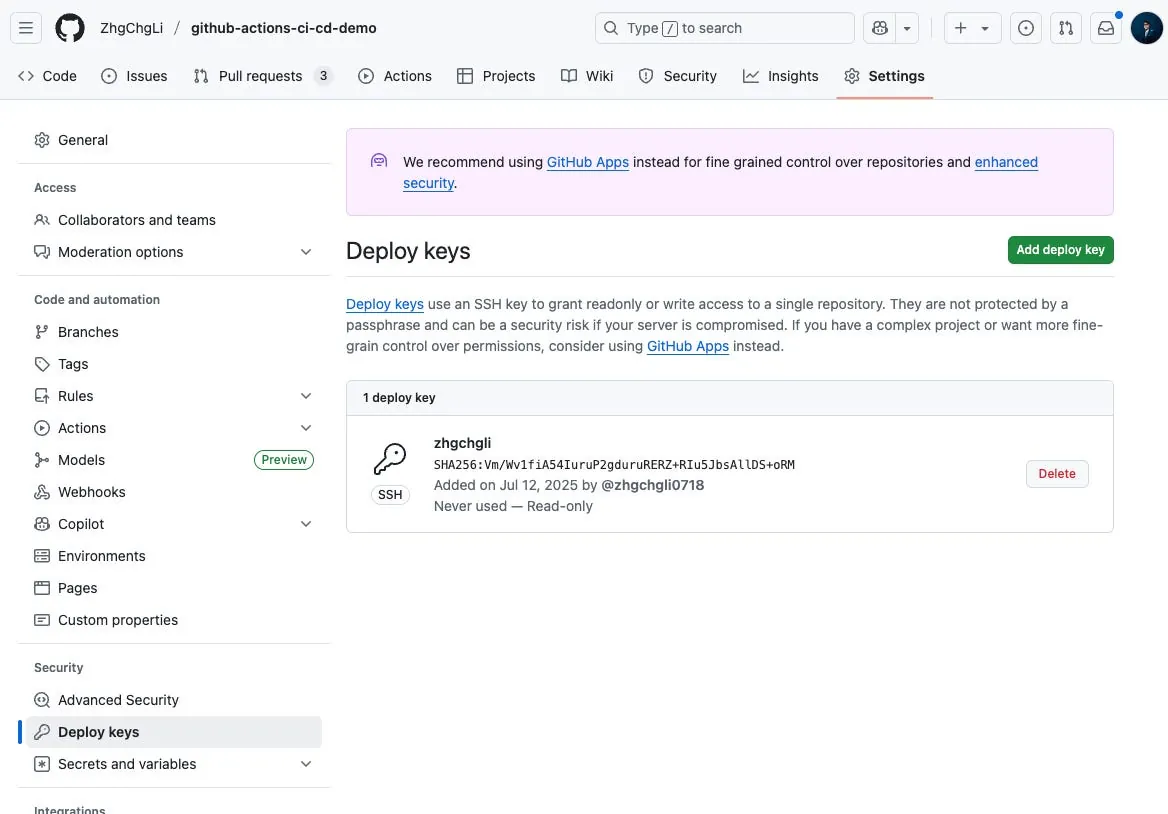 ZhgChgLi / github-actions-ci-cd-demo
Type / to search
Code
Issues
Pull requests 3
Actions
Projects
Wiki
Security
Insights
Settings
General
Access
Collaborators and teams
Moderation options
Code and automation
Branches
Tags
Rules
Actions
Models Preview
Webhooks
Copilot
Environments
Pages
Custom properties
Security
Advanced Security
Deploy keys
Secrets and variables
Integrations
We recommend using GitHub Apps instead for fine grained control over repositories and enhanced
security.
Deploy keys
Add deploy key
Deploy keys use an SSH key to grant readonly or write access to a single repository. They are not protected by a
passphrase and can be a security risk if your server is compromised. If you have a complex project or want more fine-
grain control over permissions, consider using GitHub Apps instead.
1 deploy key
zhgchgli
SHA256:Vm/Wv1fiA54IuruP2gduruRERZ+RIu5JbsAllDS+oRM
Added on Jul 12, 2025 by @zhgchgli0718
Never used — Read-only
SSH
Delete